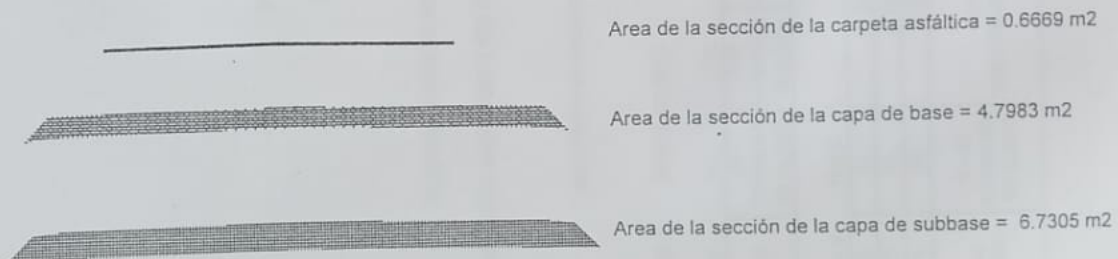 Area de la sección de la carpeta asfáltica = 0.6669 m2
Area de la sección de la capa de base = 4.7983 m2
Area de la sección de la capa de subbase = 6.7305 m2